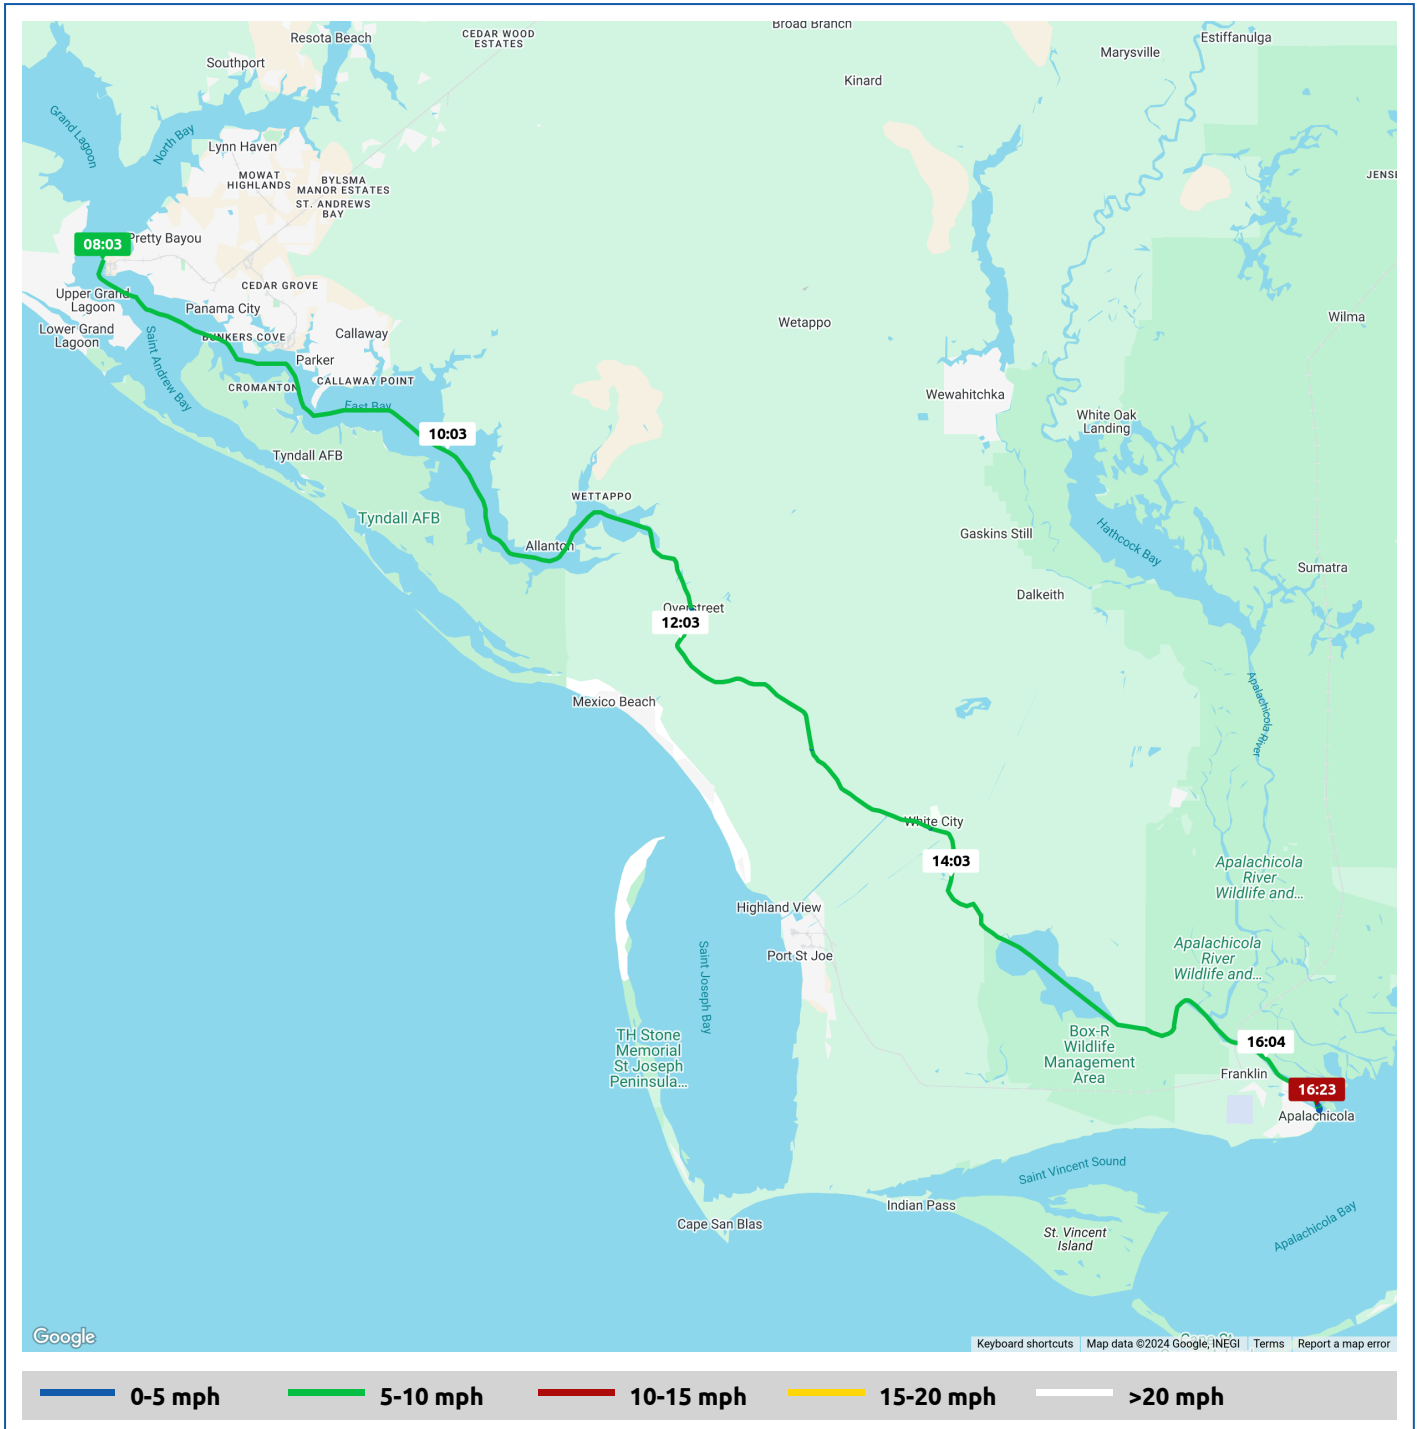 Broad Branch
Resota Beach
CEDAR WOOD
ESTATES
Estiffanulga
Marysville
Southport
Kinard
Grand Lagoon
North Bay
Lynn Haven
MOWAT
HIGHLANDS
BYLSMA
MANOR ESTATES
ST. ANDREWS
BAY
JENSE
08:03
Pretty Bayou
CEDAR GROVE
Upper Grand
Lagoon
Panama City
Lower Grand
Lagoon
Saint Andrew Bay
BUNKERS COVE
Callaway
Wetappo
Wilma
Parker
CROMANTON
CALLAWAY POINT
East Bay
Wewahitchka
White Oak
Landing
10:03
Tyndall AFB
WETTAPPO
Tyndall AFB
Allanton
Gaskins Still
Hathcock Bay
Sumatra
Dalkeith
Overstreet
12:03
Mexico Beach
Apalachicola River
White City
14:03
Apalachicola
River
Wildlife and...
Highland View
Port St Joe
Saint Joseph Bay
Apalachicola
River
Wildlife and...
TH Stone
Memorial
St Joseph
Peninsula...
Box-R
Wildlife
Management
Area
16:04
Franklin
16:23
Apalachicola
Saint Vincent Sound
Indian Pass
Cape San Blas
St. Vincent
Island
Apalachicola Bay
Google
Keyboard shortcuts
Map data ©2024 Google, INEGI
Terms
Report a map error
0-5 mph
5-10 mph
10-15 mph
15-20 mph
>20 mph